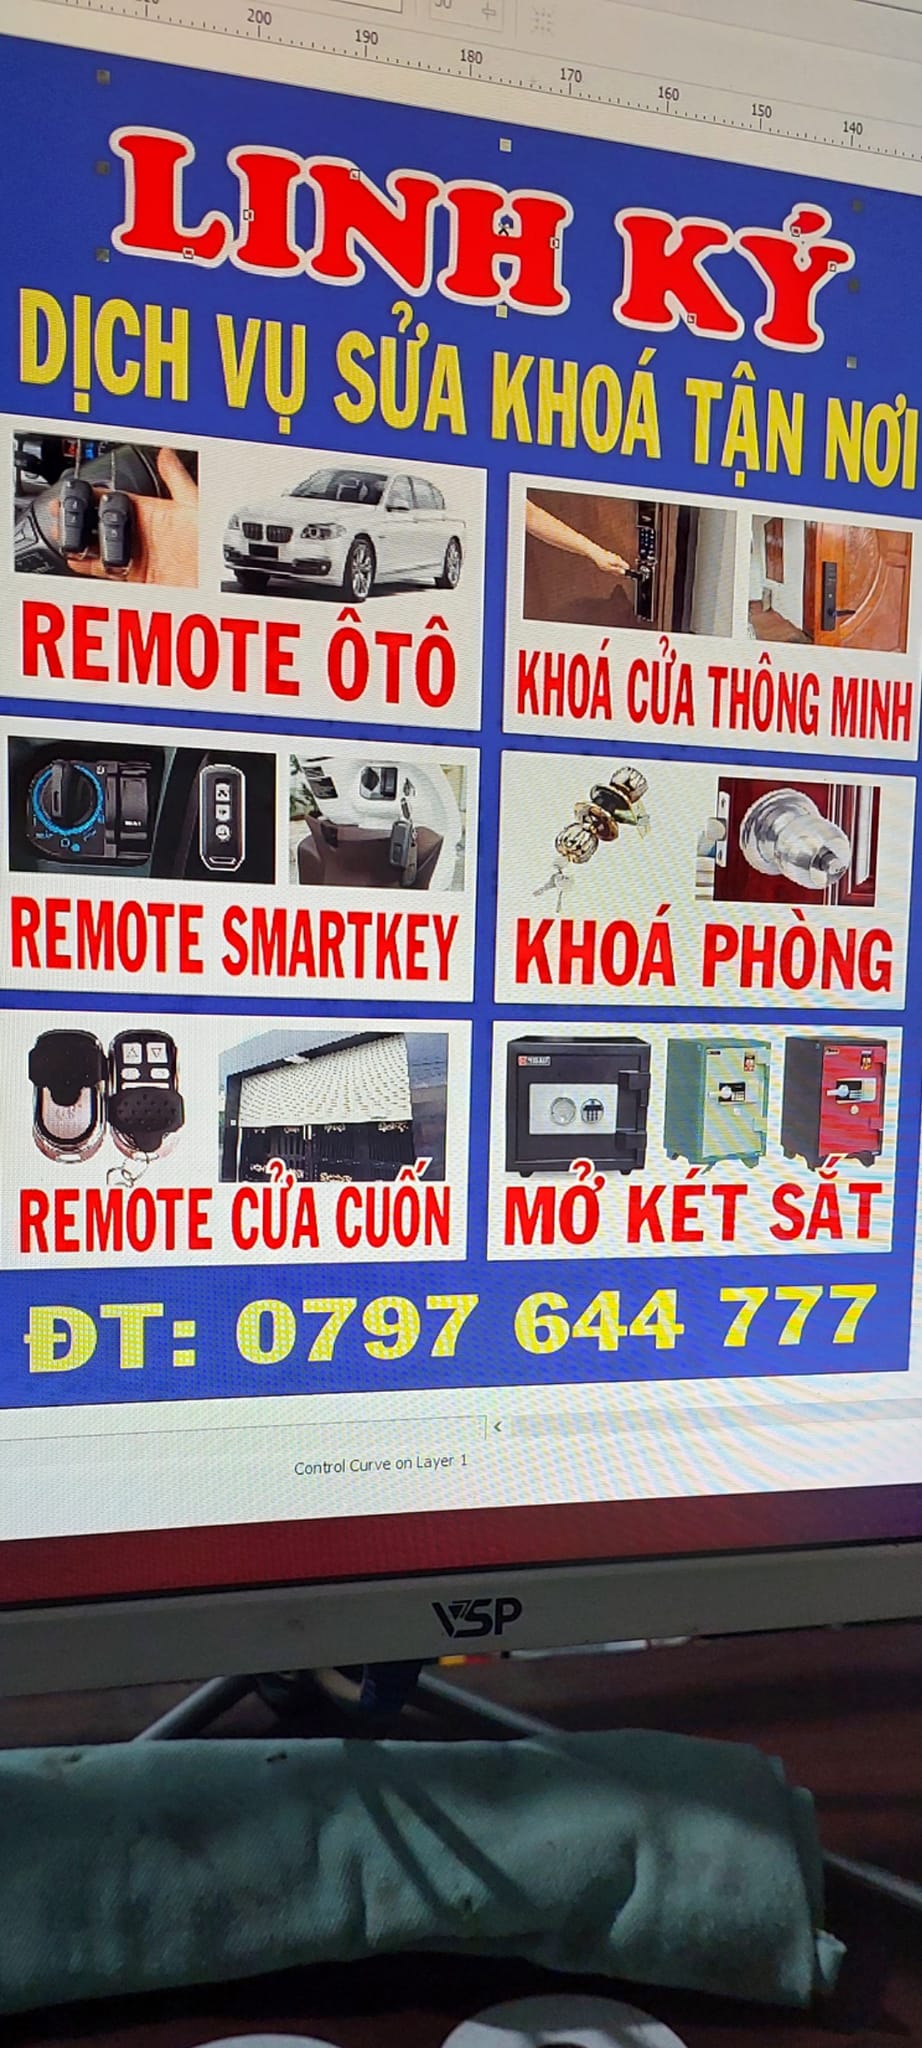 200 190 180 170 160 150 140
LINH KÝ
DỊCH VỤ SỬA KHOÁ TẬN NƠI
REMOTE ÔTÔ
KHOÁ CỬA THÔNG MINH
REMOTE SMARTKEY
KHOÁ PHÒNG
REMOTE CỬA CUỐN
MỞ KÉT SẮT
ĐT: 0797 644 777
Control Curve on Layer 1
VSP